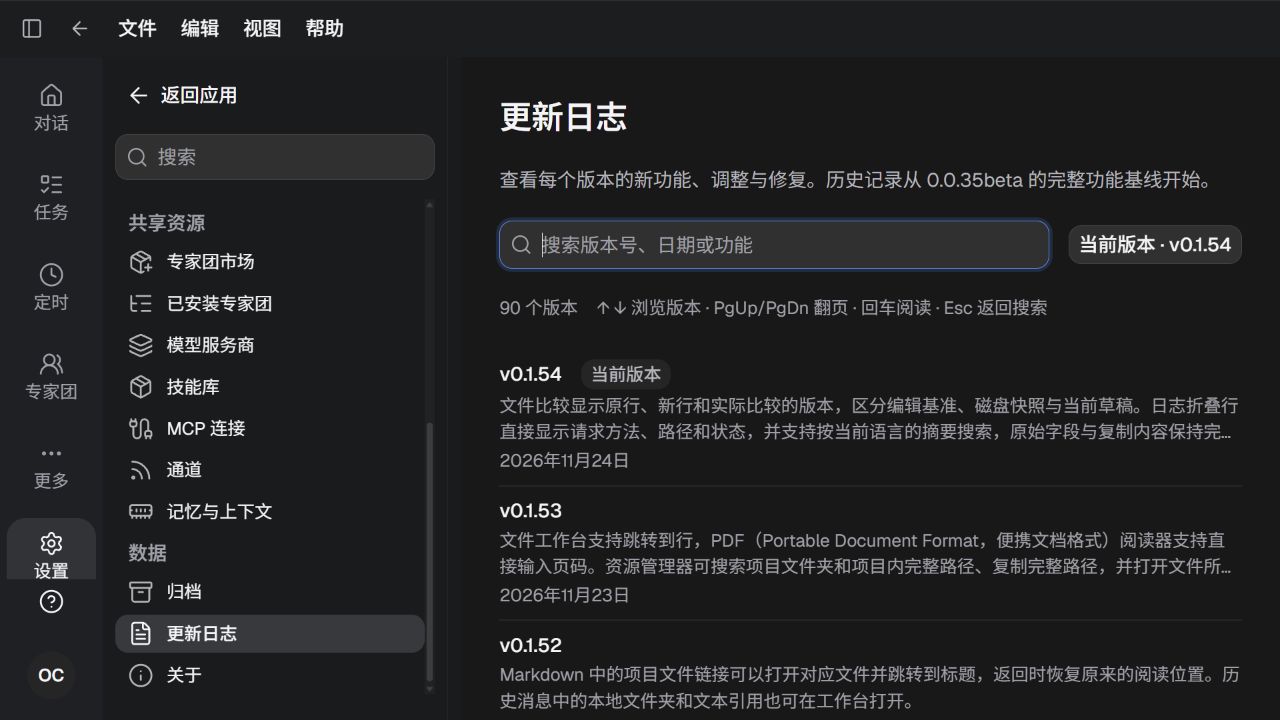 文件 编辑 视图 帮助
对话
任务
定时
专家团
更多
设置
OC
返回应用
搜索
共享资源
专家团市场
已安装专家团
模型服务商
技能库
MCP 连接
通道
记忆与上下文
数据
归档
更新日志
关于
更新日志
查看每个版本的新功能、调整与修复。历史记录从 0.0.35beta 的完整功能基线开始。
搜索版本号、日期或功能
当前版本 · v0.1.54
90 个版本 ↑↓ 浏览版本 · PgUp/PgDn 翻页 · 回车阅读 · Esc 返回搜索
v0.1.54 当前版本
文件比较显示原行、新行和实际比较的版本，区分编辑基准、磁盘快照与当前草稿。日志折叠行
直接显示请求方法、路径和状态，并支持按当前语言的摘要搜索，原始字段与复制内容保持完…
2026年11月24日
v0.1.53
文件工作台支持跳转到行，PDF（Portable Document Format，便携文档格式）阅读器支持直
接输入页码。资源管理器可搜索项目文件夹和项目内完整路径、复制完整路径，并打开文件所…
2026年11月23日
v0.1.52
Markdown 中的项目文件链接可以打开对应文件并跳转到标题，返回时恢复原来的阅读位置。历
史消息中的本地文件夹和文本引用也可在工作台打开。